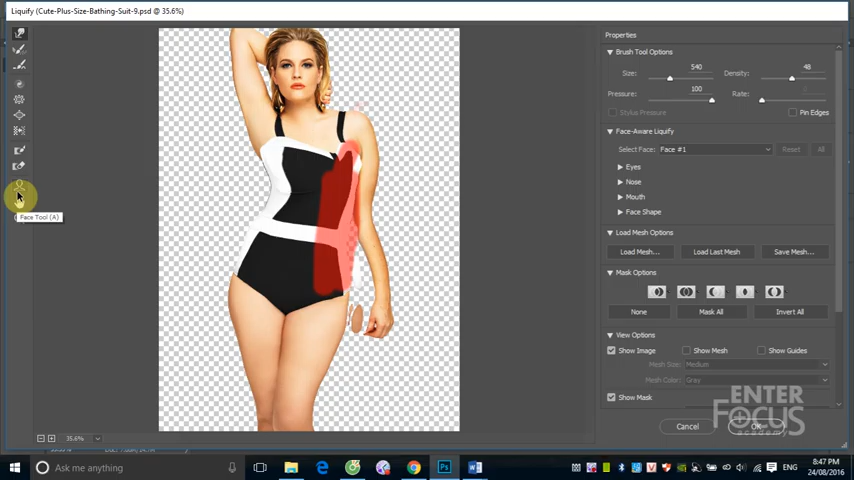 Liquify (Cute-Plus-Size-Bathing-Suit-9.psd @ 35.6%)
Properties
Brush Tool Options
Size: 540 Density: 48
Pressure: 100 Rate:
Stylus Pressure Pin Edges
Face-Aware Liquify
Select Face: Face #1 Reset All
Eyes
Nose
Mouth
Face Shape
Face Tool (A)
Load Mesh Options
Load Mesh... Load Last Mesh Save Mesh...
Mask Options
None Mask All Invert All
View Options
Show Image Show Mesh Show Guides
Mesh Size: Medium
Mesh Color: Gray
Show Mask
ENTER
FOCUS
academy
Cancel OK
35.6%
Ask me anything
ENG
8:47 PM
24/08/2016